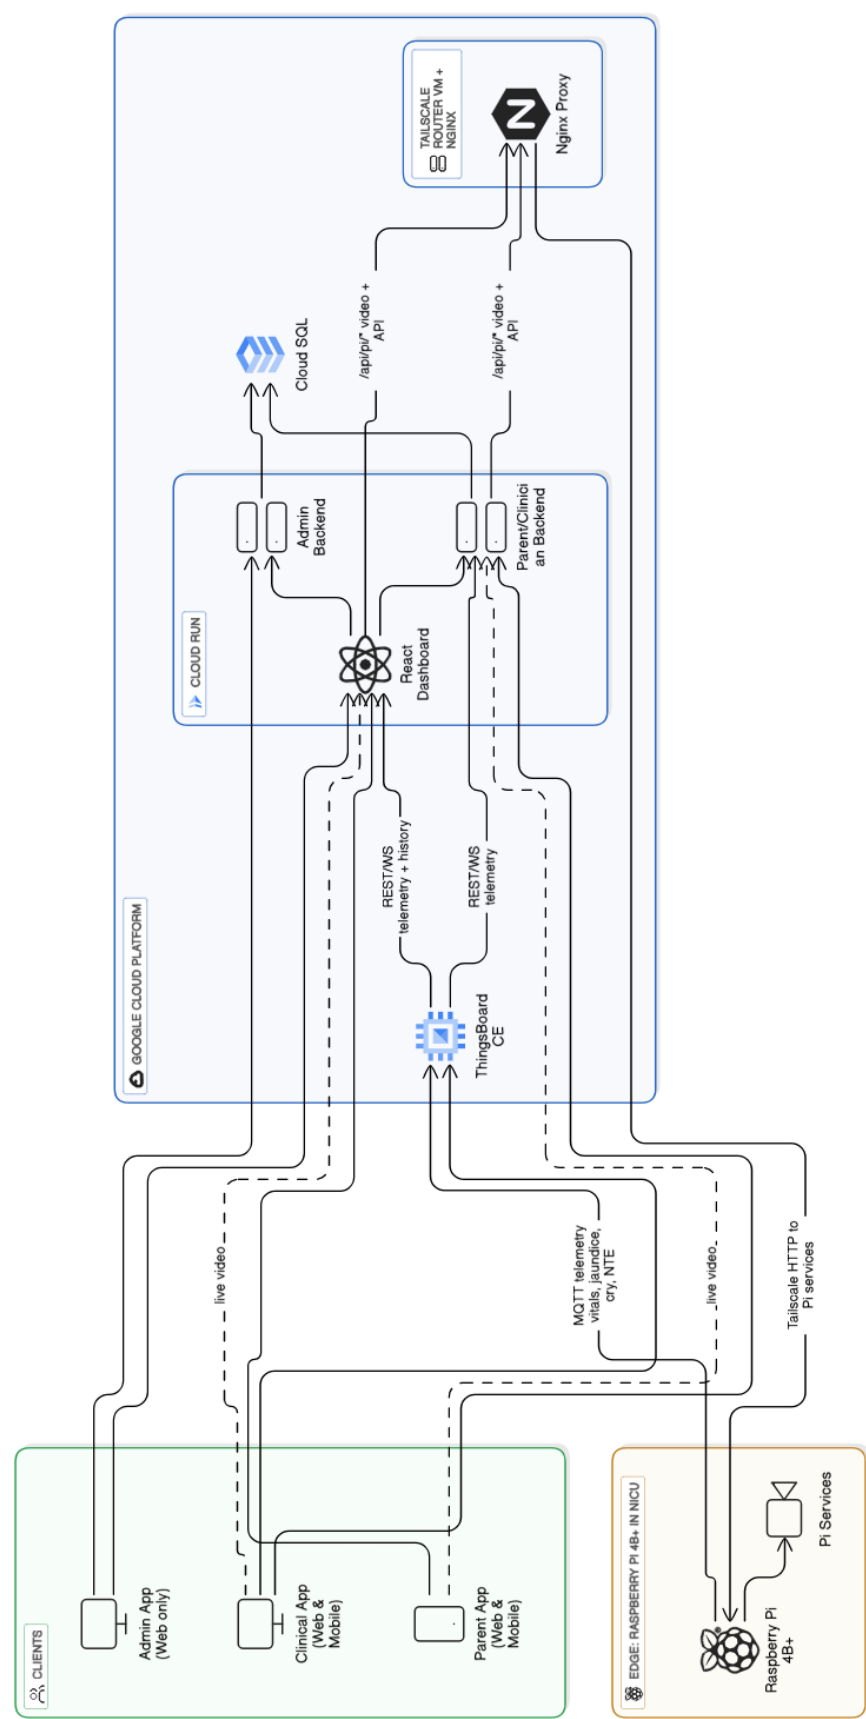 CLIENTS
Admin App
(Web only)
Clinical App
(Web &
Mobile)
Parent App
(Web &
Mobile)
EDGE: RASPBERRY PI 4B+ IN NICU
Raspberry Pi
4B+
Pi Services
live video
MQTT telemetry
vitals, jaundice,
cry, NTE
live video
Tailscale HTTP to
Pi services
GOOGLE CLOUD PLATFORM
ThingsBoard
CE
REST/WS
telemetry + history
REST/WS
telemetry
CLOUD RUN
React
Dashboard
Admin
Backend
Parent/Clinici
an Backend
Cloud SQL
/api/pi/* video +
API
/api/pi/* video +
API
TAILSCALE
ROUTER VM +
NGINX
N
Nginx Proxy